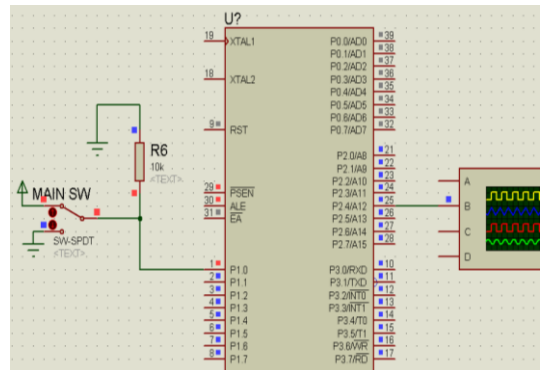 U?
19 XTAL1 P0.0/AD0 39
P0.1/AD1 38
P0.2/AD2 37
18 XTAL2 P0.3/AD3 36
P0.4/AD4 35
P0.5/AD5 34
P0.6/AD6 33
9 RST P0.7/AD7 32
P2.0/A8 21
P2.1/A9 22
P2.2/A10 23
29 PSEN P2.3/A11 24
30 ALE P2.4/A12 25
31 EA P2.5/A13 26
P2.6/A14 27
P2.7/A15 28
1 P1.0 P3.0/RXD 10
2 P1.1 P3.1/TXD 11
3 P1.2 P3.2/INT0 12
4 P1.3 P3.3/INT1 13
5 P1.4 P3.4/T0 14
6 P1.5 P3.5/T1 15
7 P1.6 P3.6/WR 16
8 P1.7 P3.7/RD 17
R6
10k
<TEXT>
MAIN SW
SW-SPDT
<TEXT>
A
B
C
D